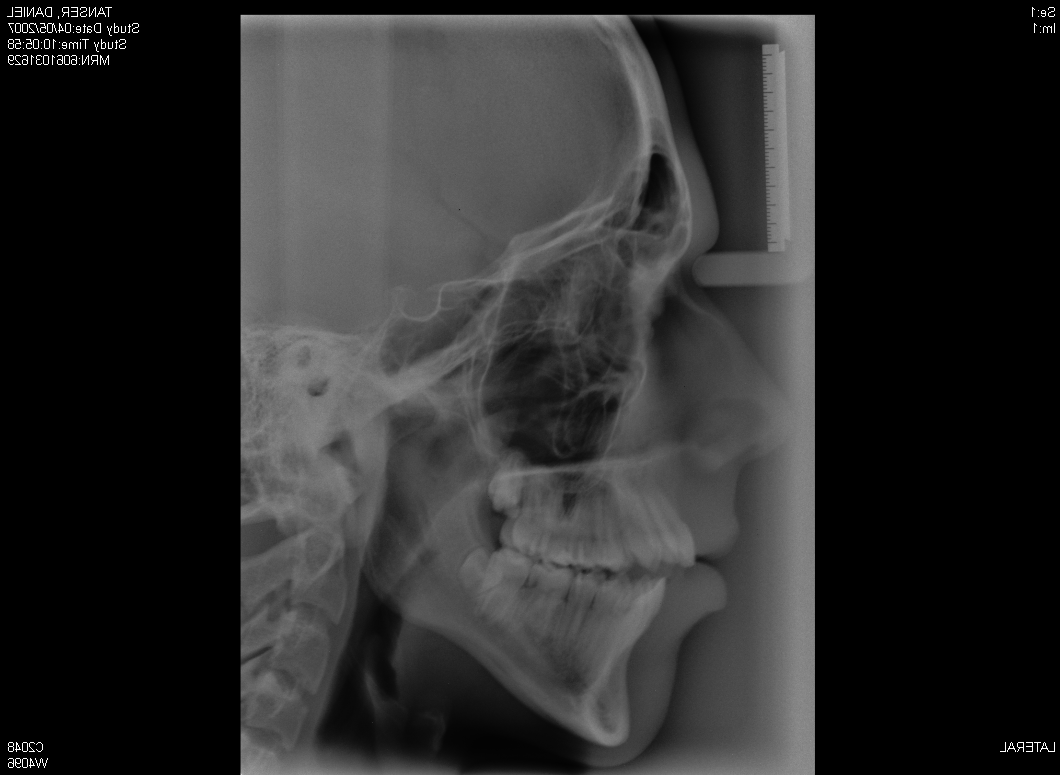 TANSER, DANIEL
Study Date:04/05/2007
Study Time:10:05:58
MRN:60610031629
Se:1
Im:1
C2048
W4096
LATERAL